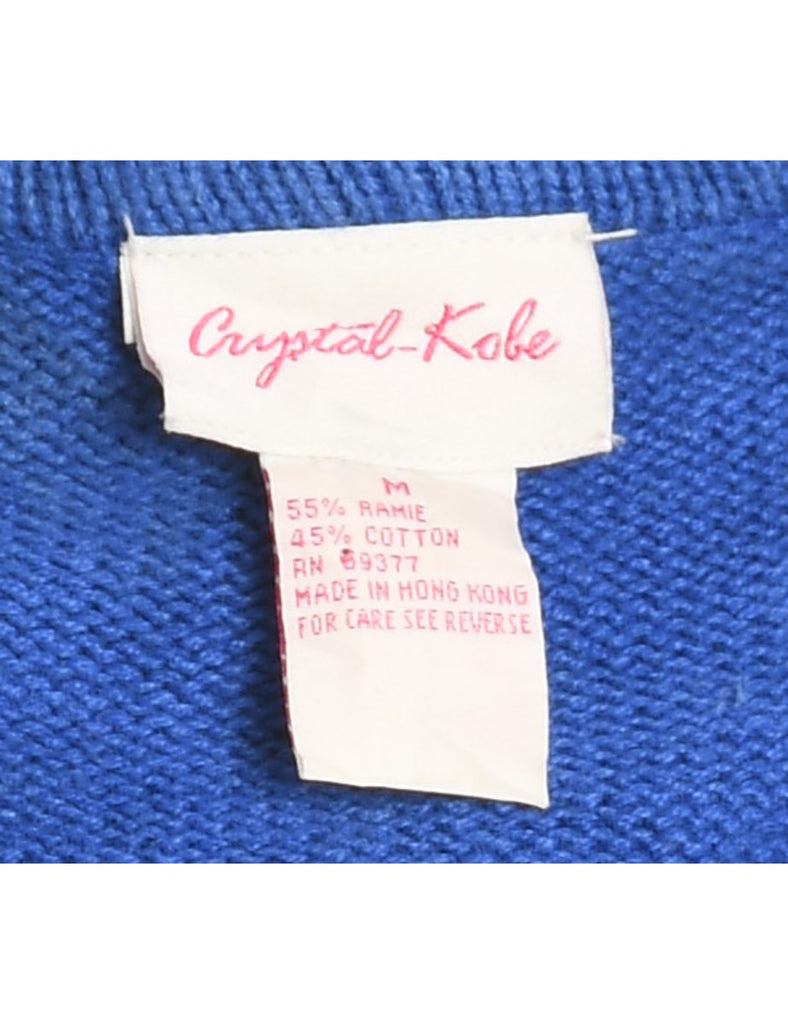 Crystal-Kobe
M
55% RAMIE
45% COTTON
RN 69377
MADE IN HONG KONG
FOR CARE SEE REVERSE